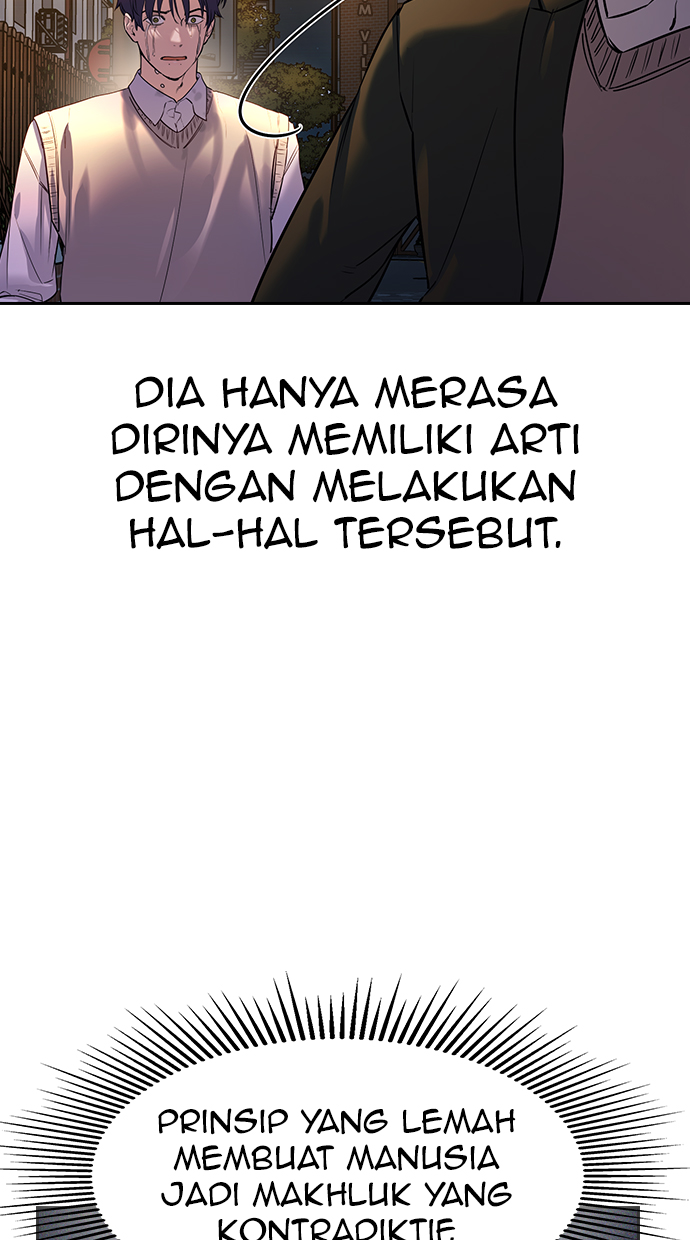 DIA HANYA MERASA
DIRINYA MEMILIKI ARTI
DENGAN MELAKUKAN
HAL-HAL TERSEBUT.
PRINSIP YANG LEMAH
MEMBUAT MANUSIA
JADI MAKHLUK YANG
KONTRADIKTIF